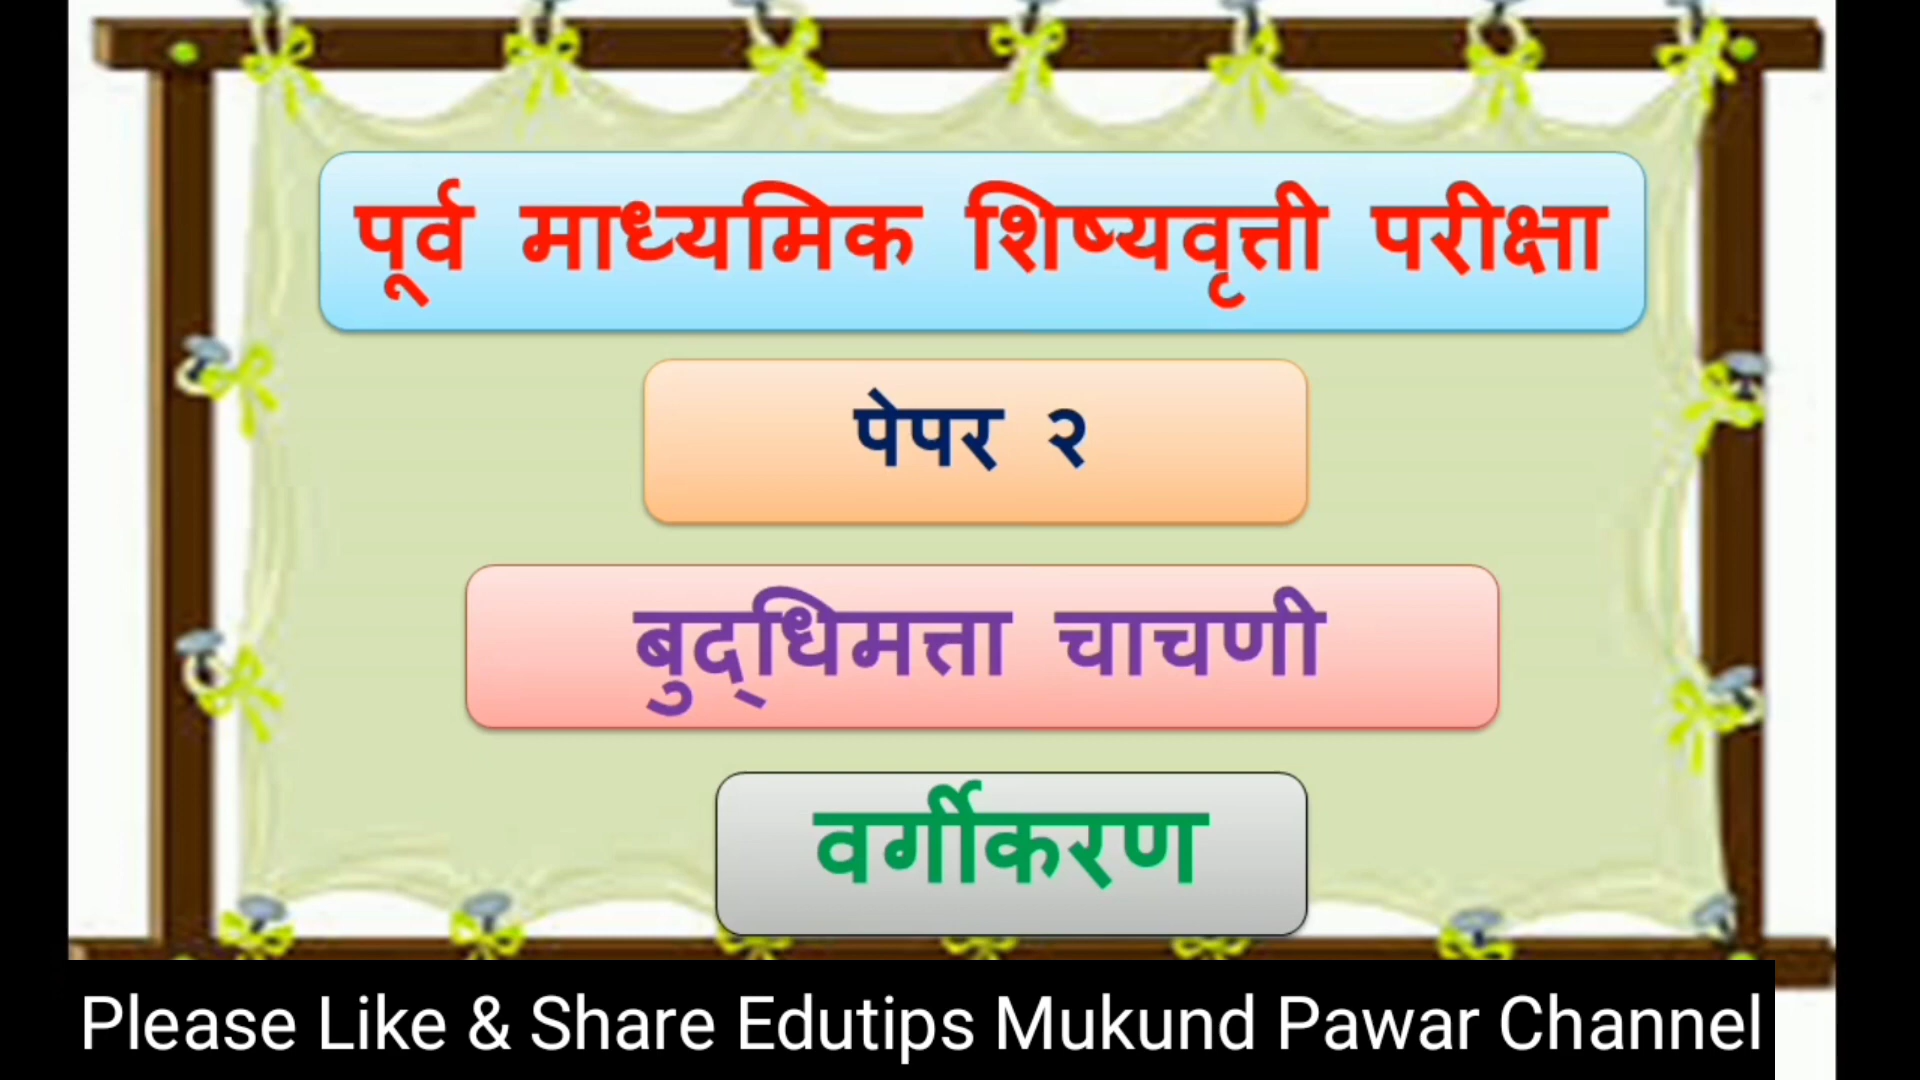 पूर्व माध्यमिक शिष्यवृत्ती परीक्षा
पेपर २
बुद्‌धिमत्ता चाचणी
वर्गीकरण
Please Like & Share Edutips Mukund Pawar Channel